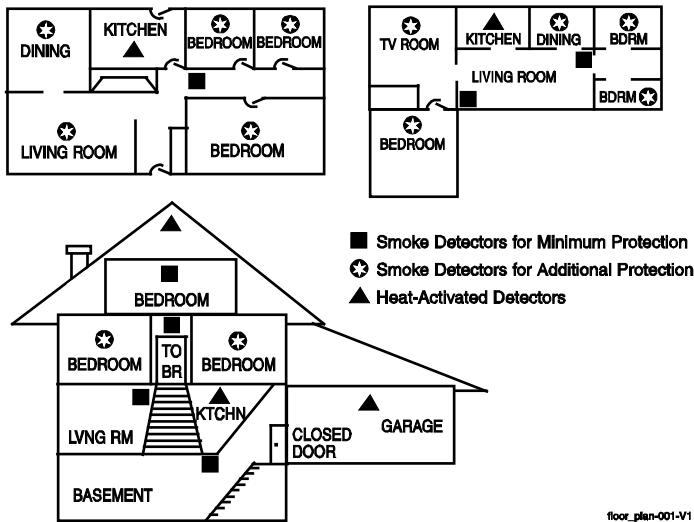 KITCHEN
DINING
BEDROOM
BEDROOM
LIVING ROOM
BEDROOM
TV ROOM
KITCHEN
DINING
BDRM
LIVING ROOM
BDRM
BEDROOM
Smoke Detectors for Minimum Protection
Smoke Detectors for Additional Protection
Heat-Activated Detectors
BEDROOM
BEDROOM
TO
BR
BEDROOM
LVNG RM
KTCHN
CLOSED
DOOR
GARAGE
BASEMENT
floor_plan-001-V1